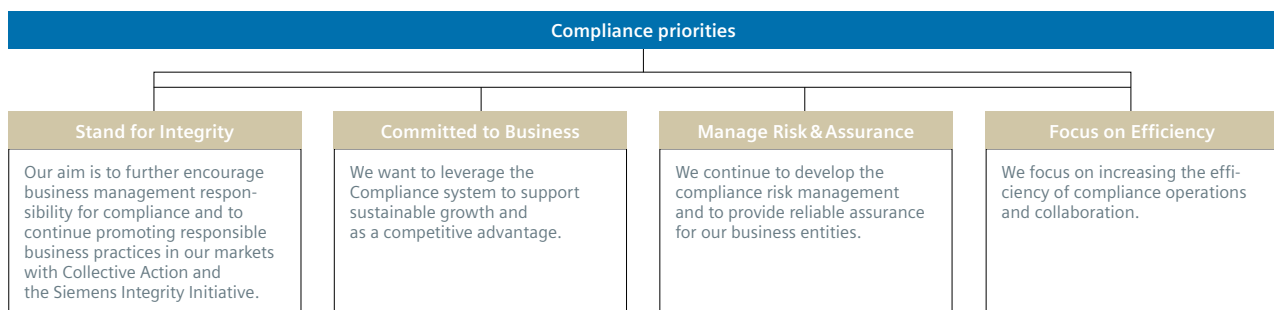 Compliance priorities
Stand for Integrity
Our aim is to further encourage
business management respon-
sibility for compliance and to
continue promoting responsible
business practices in our markets
with Collective Action and
the Siemens Integrity Initiative.
Committed to Business
We want to leverage the
Compliance system to support
sustainable growth and
as a competitive advantage.
Manage Risk & Assurance
We continue to develop the
compliance risk management
and to provide reliable assurance
for our business entities.
Focus on Efficiency
We focus on increasing the effi-
ciency of compliance operations
and collaboration.